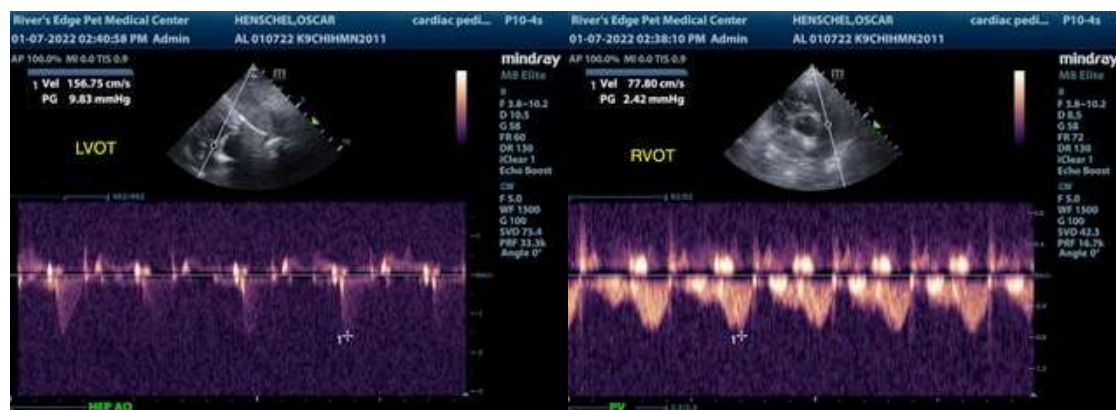 River's Edge Pet Medical Center
HENSCHEL,OSCAR
cardiac pedi... P10-4s
01-07-2022 02:40:58 PM Admin
AL 010722 K9CHIHMN2011
AP 100.0% MI 0.0 TIS 0.9
mindray
M8 Elite
1 Vel 156.75 cm/s
PG 9.83 mmHg
LVOT
B
F 3.8-10.2
D 10.5
G 58
FR 60
DR 130
iClear 1
Echo Boost
462/462
CW
F 5.0
WF 1500
G 100
SVD 75.4
PRF 33.3k
Angle 0°
1
HEP AO
River's Edge Pet Medical Center
HENSCHEL,OSCAR
cardiac pedi... P10-4s
01-07-2022 02:38:10 PM Admin
AL 010722 K9CHIHMN2011
AP 100.0% MI 0.0 TIS 0.9
mindray
M8 Elite
1 Vel 77.80 cm/s
PG 2.42 mmHg
RVOT
B
F 3.8-10.2
D 8.5
G 58
FR 72
DR 130
iClear 1
Echo Boost
CW
F 5.0
WF 1500
G 100
SVD 42.3
PRF 16.7k
Angle 0°
1
PV